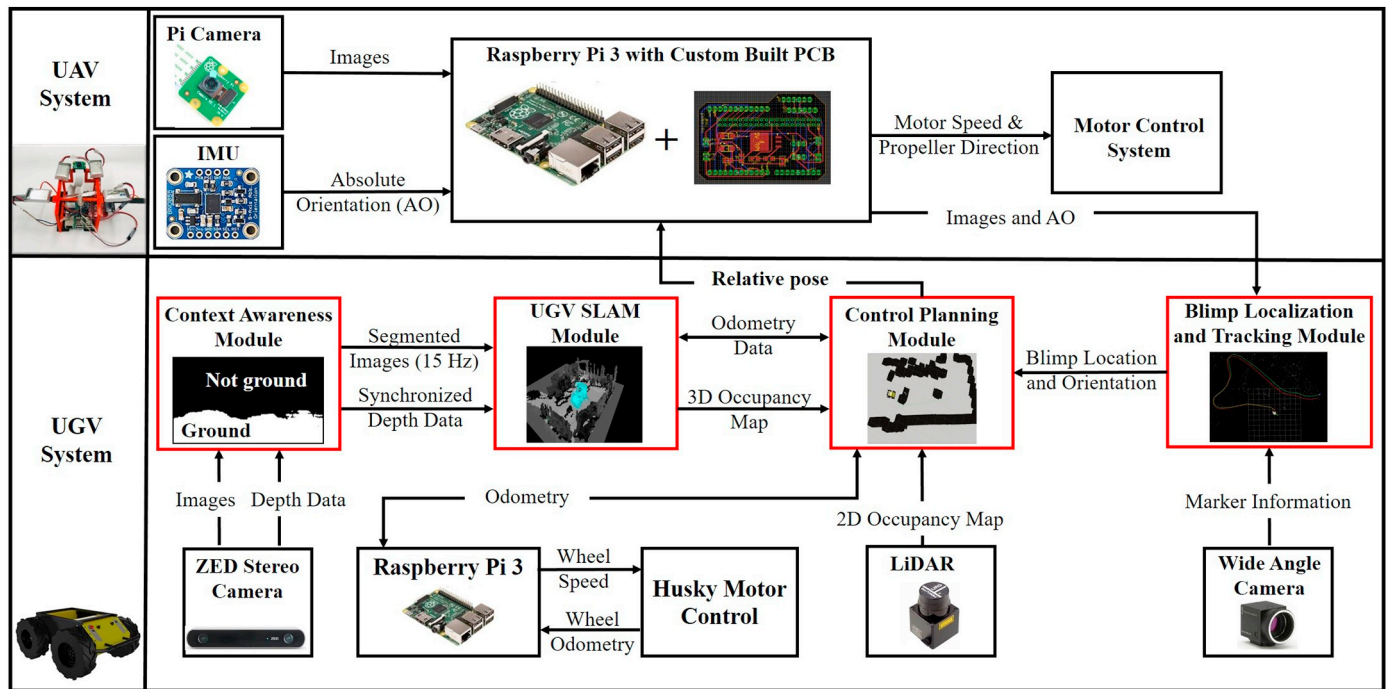 UAV
System
Pi Camera
Images
IMU
Absolute
Orientation (AO)
Raspberry Pi 3 with Custom Built PCB
+
Motor Speed &
Propeller Direction
Motor Control
System
Images and AO
Relative pose
UGV
System
Context Awareness
Module
Not ground
Ground
Segmented
Images (15 Hz)
Synchronized
Depth Data
UGV SLAM
Module
Odometry
Data
3D Occupancy
Map
Control Planning
Module
Blimp Location
and Orientation
Blimp Localization
and Tracking Module
Images
Depth Data
Odometry
2D Occupancy Map
Marker Information
ZED Stereo
Camera
Raspberry Pi 3
Wheel
Speed
Wheel
Odometry
Husky Motor
Control
LiDAR
Wide Angle
Camera